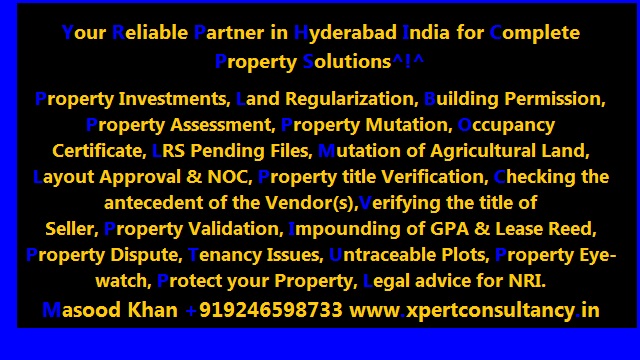 Your Reliable Partner in Hyderabad India for Complete
Property Solutions^!^
Property Investments, Land Regularization, Building Permission,
Property Assessment, Property Mutation, Occupancy
Certificate, LRS Pending Files, Mutation of Agricultural Land,
Layout Approval & NOC, Property title Verification, Checking the
antecedent of the Vendor(s),Verifying the title of
Seller, Property Validation, Impounding of GPA & Lease Reed,
Property Dispute, Tenancy Issues, Untraceable Plots, Property Eye-
watch, Protect your Property, Legal advice for NRI.
Masood Khan +919246598733 www.xpertconsultancy.in